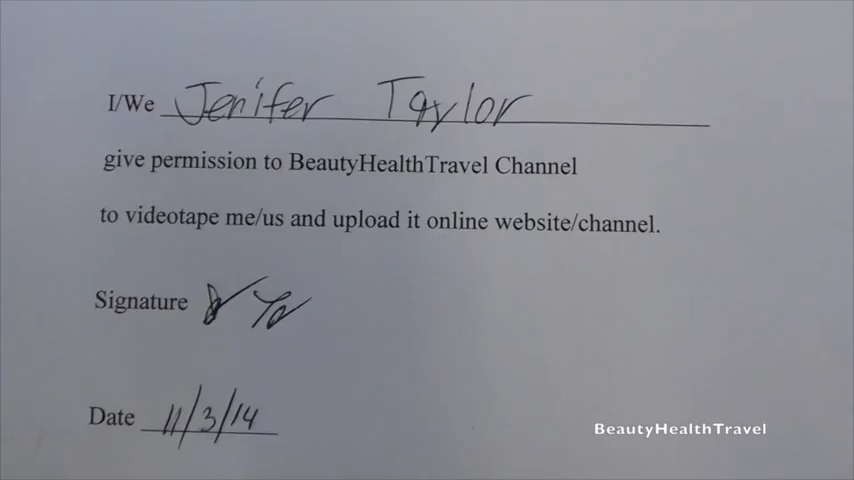 I/We Jenifer Taylor
give permission to BeautyHealthTravel Channel
to videotape me/us and upload it online website/channel.
Signature
Date 11/3/14
BeautyHealthTravel